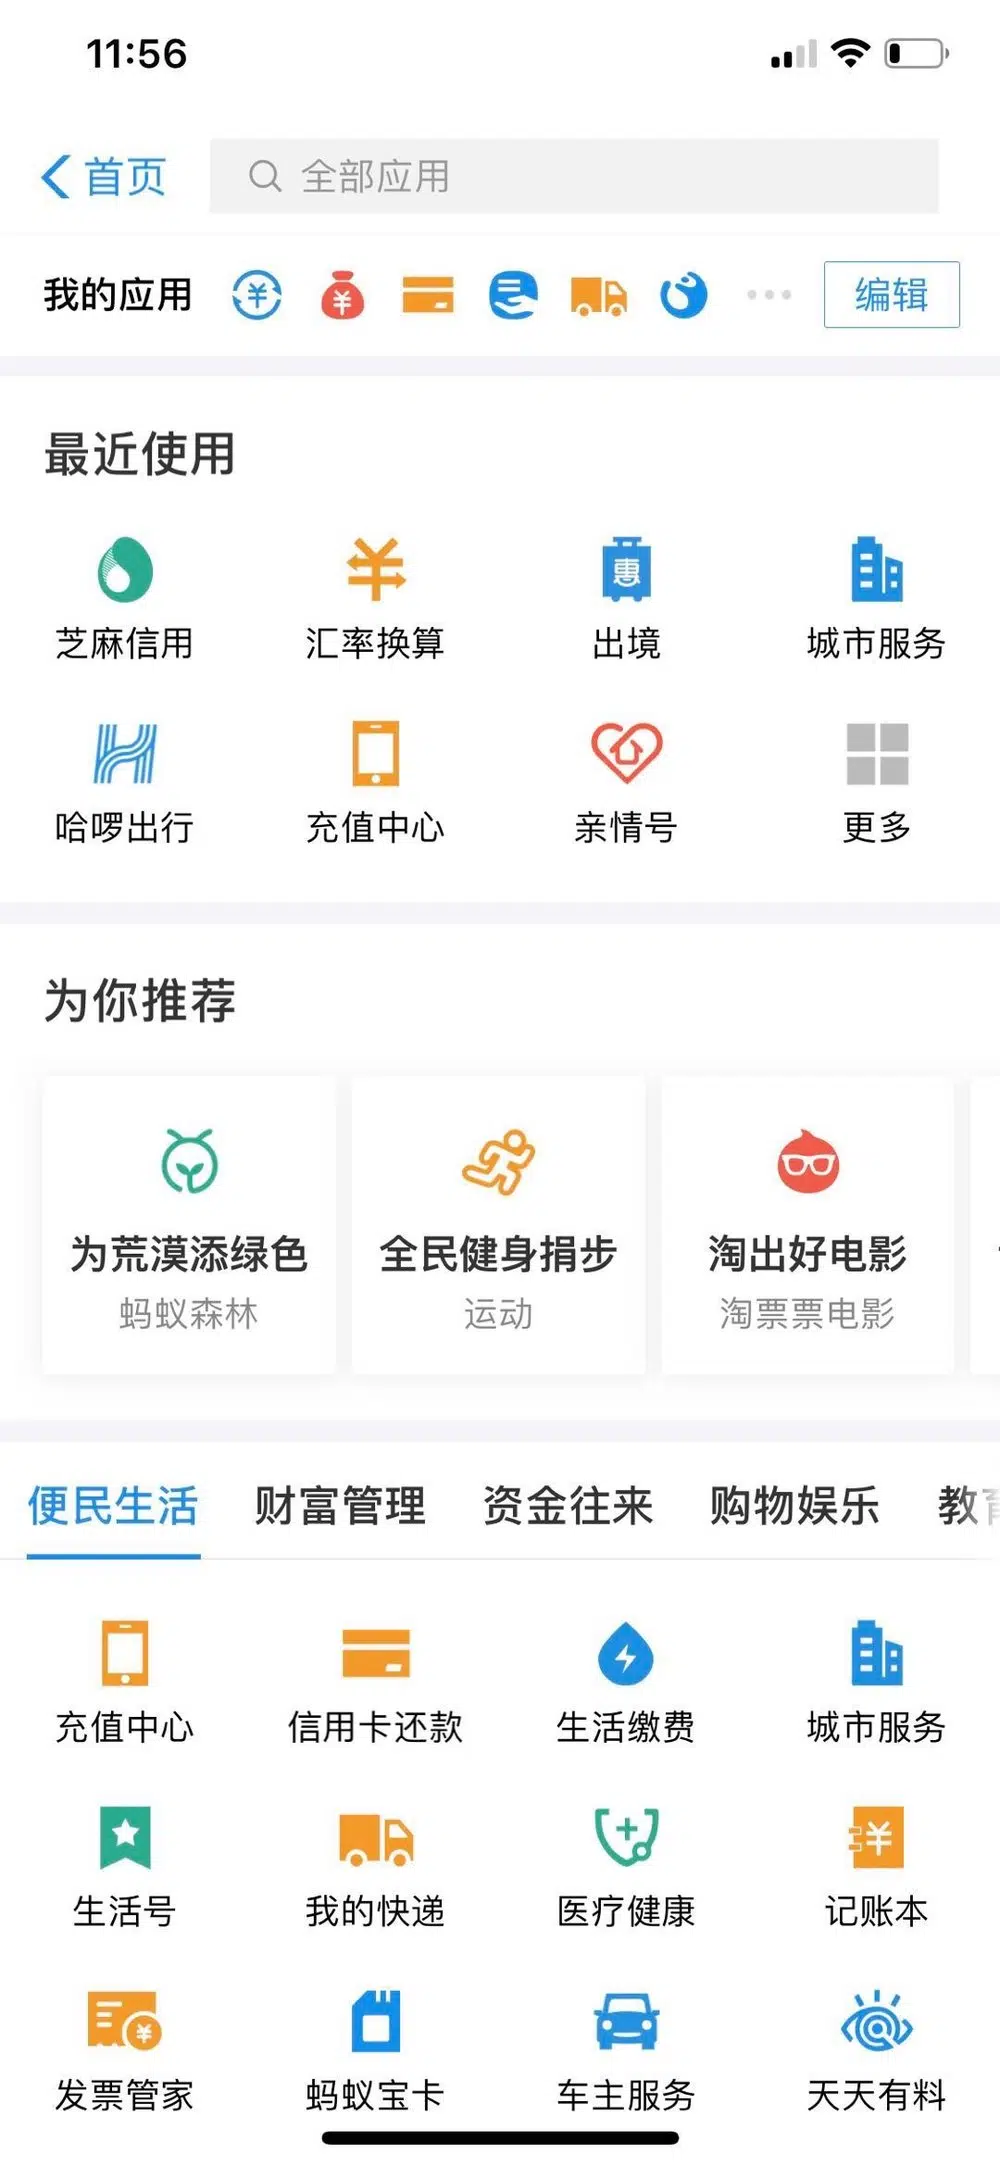 11:56
首页
全部应用
我的应用
编辑
最近使用
芝麻信用
汇率换算
惠
出境
城市服务
哈啰出行
充值中心
亲情号
更多
为你推荐
为荒漠添绿色
蚂蚁森林
全民健身捐步
运动
淘出好电影
淘票票电影
便民生活
财富管理
资金往来
购物娱乐
教育
充值中心
信用卡还款
生活缴费
城市服务
生活号
我的快递
医疗健康
记账本
发票管家
蚂蚁宝卡
车主服务
天天有料